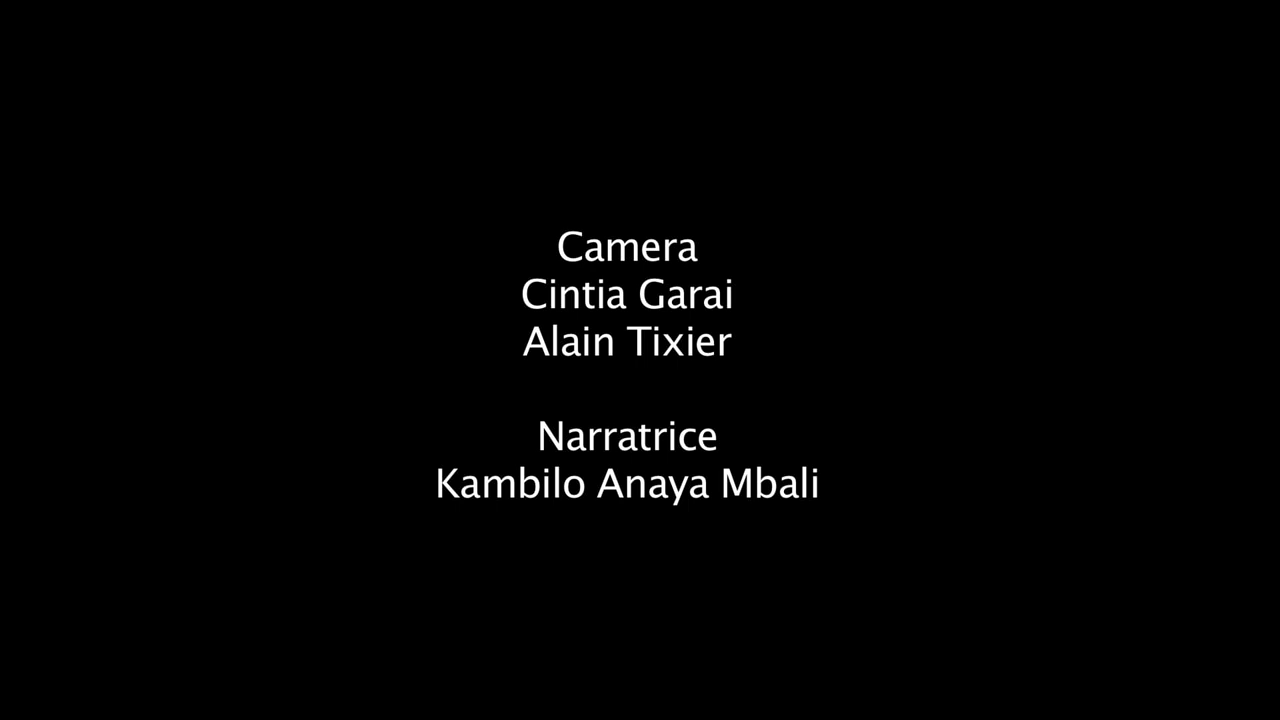 Camera
Cintia Garai
Alain Tixier
Narratrice
Kambilo Anaya Mbali